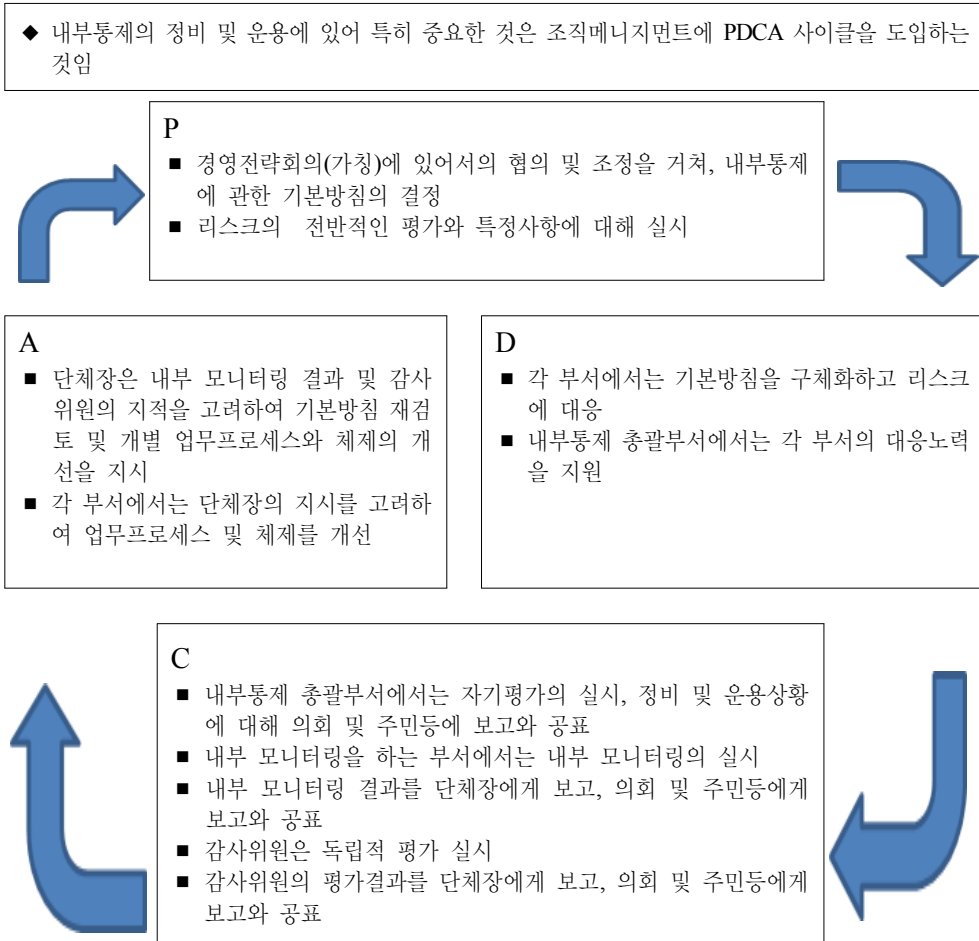 ◆ 내부통제의 정비 및 운용에 있어 특히 중요한 것은 조직메니지먼트에 PDCA 사이클을 도입하는
것임
P
■ 경영전략회의(가칭)에 있어서의 협의 및 조정을 거쳐, 내부통제
에 관한 기본방침의 결정
■ 리스크의 전반적인 평가와 특정사항에 대해 실시
A
■ 단체장은 내부 모니터링 결과 및 감사
위원의 지적을 고려하여 기본방침 재검
토 및 개별 업무프로세스와 체제의 개
선을 지시
■ 각 부서에서는 단체장의 지시를 고려하
여 업무프로세스 및 체제를 개선
D
■ 각 부서에서는 기본방침을 구체화하고 리스크
에 대응
■ 내부통제 총괄부서에서는 각 부서의 대응노력
을 지원
C
■ 내부통제 총괄부서에서는 자기평가의 실시, 정비 및 운용상황
에 대해 의회 및 주민등에 보고와 공표
■ 내부 모니터링을 하는 부서에서는 내부 모니터링의 실시
■ 내부 모니터링 결과를 단체장에게 보고, 의회 및 주민등에게
보고와 공표
■ 감사위원은 독립적 평가 실시
■ 감사위원의 평가결과를 단체장에게 보고, 의회 및 주민등에게
보고와 공표